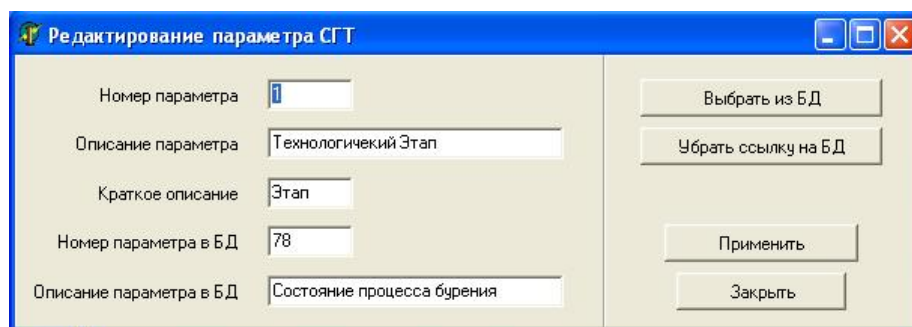 Редактирование параметра СГТ
Номер параметра 1 Выбрать из БД
Описание параметра Технологичекий Этап Убрать ссылку на БД
Краткое описание Этап
Номер параметра в БД 78 Применить
Описание параметра в БД Состояние процесса бурения Закрыть